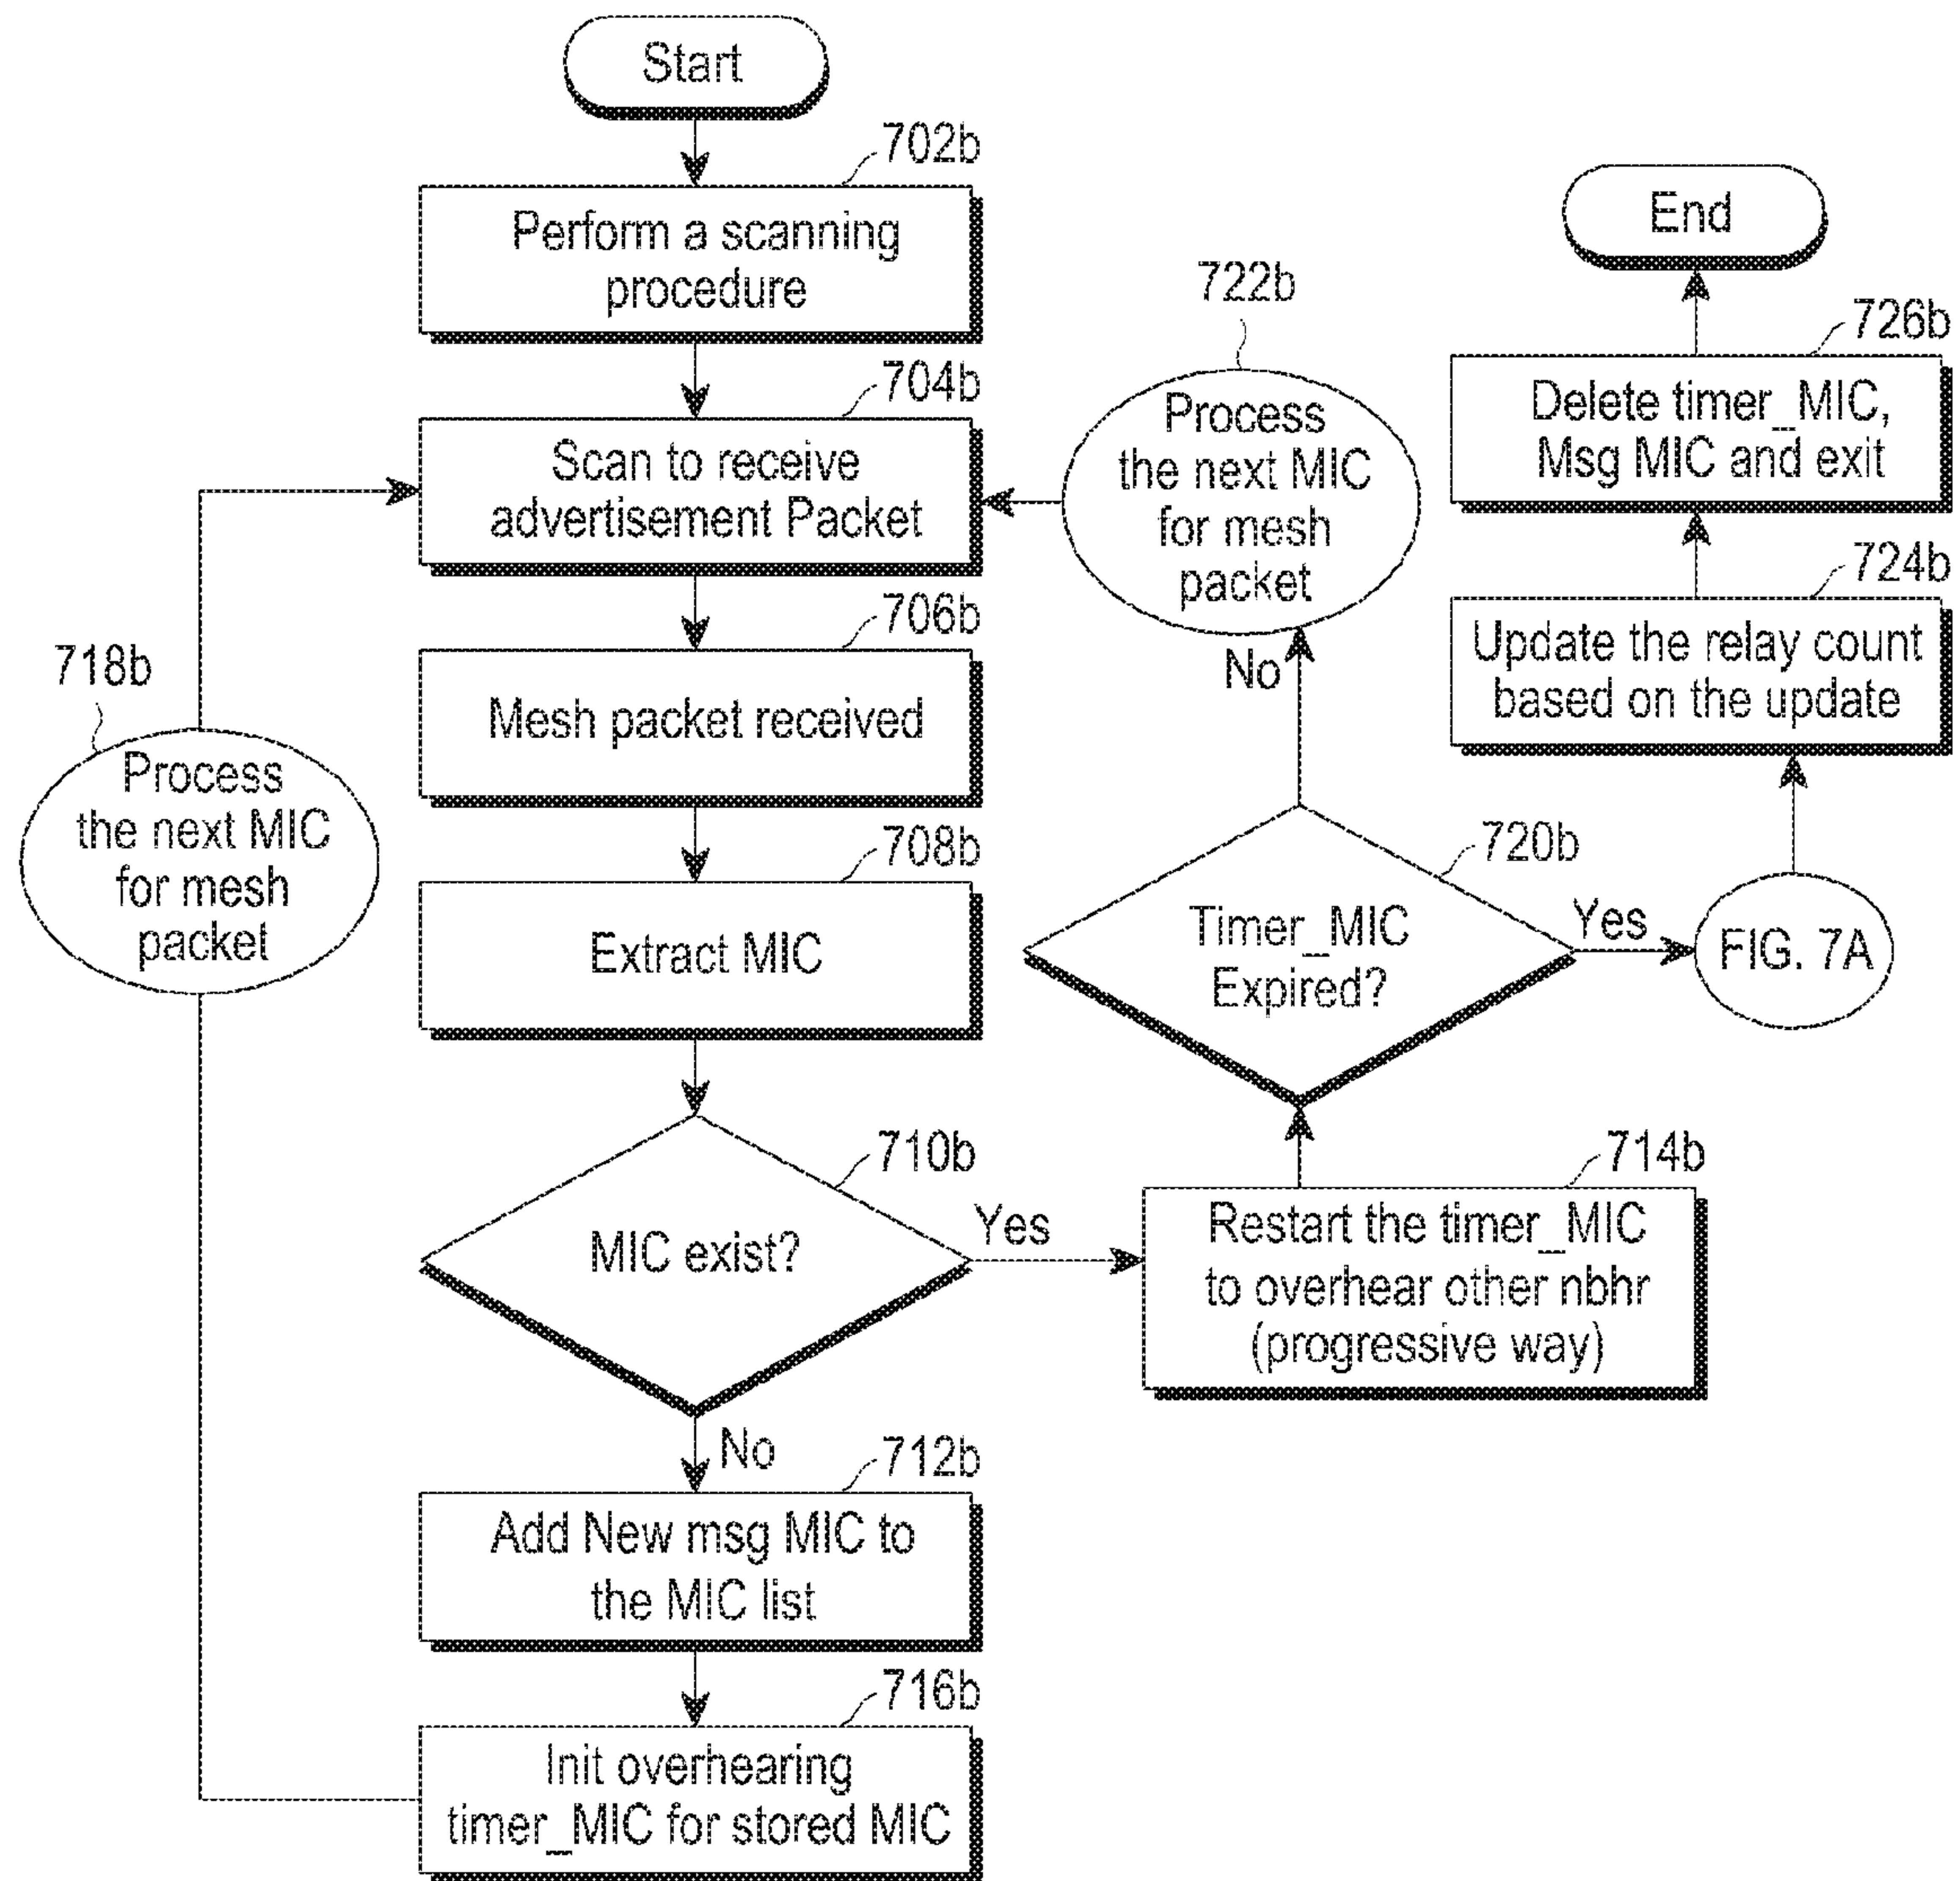 Start
702b
Perform a scanning
procedure
704b
Scan to receive
advertisement Packet
706b
Mesh packet received
708b
Extract MIC
710b
MIC exist?
Yes
No
712b
Add New msg MIC to
the MIC list
716b
Init overhearing
timer_MIC for stored MIC
718b
Process
the next MIC
for mesh
packet
714b
Restart the timer_MIC
to overhear other nbhr
(progressive way)
720b
Timer_MIC
Expired?
No
Yes
722b
Process
the next MIC
for mesh
packet
FIG. 7A
724b
Update the relay count
based on the update
726b
Delete timer_MIC,
Msg MIC and exit
End